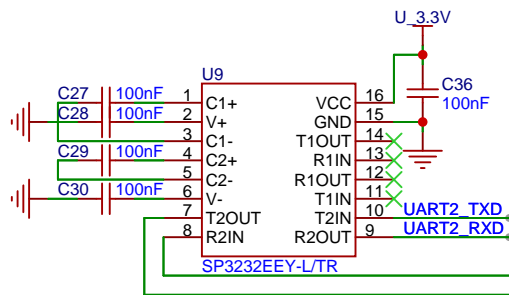 U_3.3V
U9
C27 100nF 1 C1+ VCC 16
C28 100nF 2 V+ GND 15
3 C1- T1OUT 14
C29 100nF 4 C2+ R1IN 13
5 C2- R1OUT 12
C30 100nF 6 V- T1IN 11
7 T2OUT T2IN 10 UART2_TXD
8 R2IN R2OUT 9 UART2_RXD
SP3232EEY-L/TR
C36
100nF